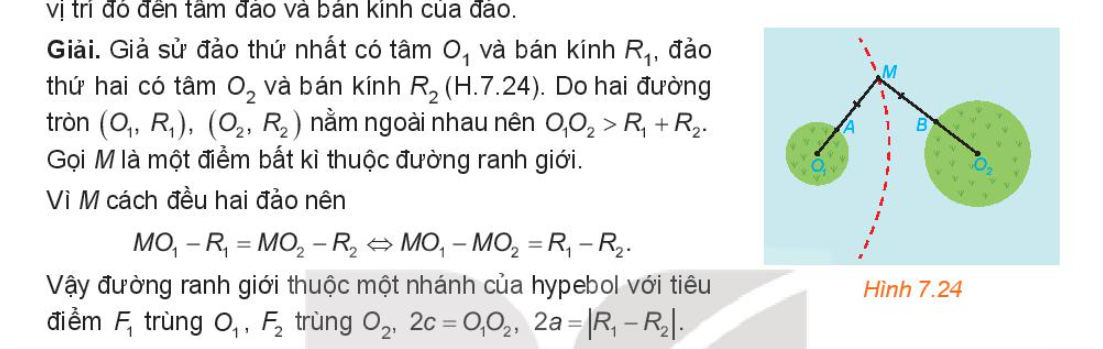 vị trí đó đến tâm đảo và bán kính của đảo.
Giải. Giả sử đảo thứ nhất có tâm O₁ và bán kính R₁, đảo
thứ hai có tâm O₂ và bán kính R₂ (H.7.24). Do hai đường
tròn (O₁, R₁), (O₂, R₂) nằm ngoài nhau nên O₁O₂ > R₁ + R₂.
Gọi M là một điểm bất kì thuộc đường ranh giới.
Vì M cách đều hai đảo nên
MO₁ − R₁ = MO₂ − R₂ ⇔ MO₁ − MO₂ = R₁ − R₂.
Vậy đường ranh giới thuộc một nhánh của hypebol với tiêu
điểm F₁ trùng O₁, F₂ trùng O₂, 2c = O₁O₂, 2a = |R₁ − R₂|.
M
A
B
O₁
O₂
Hình 7.24